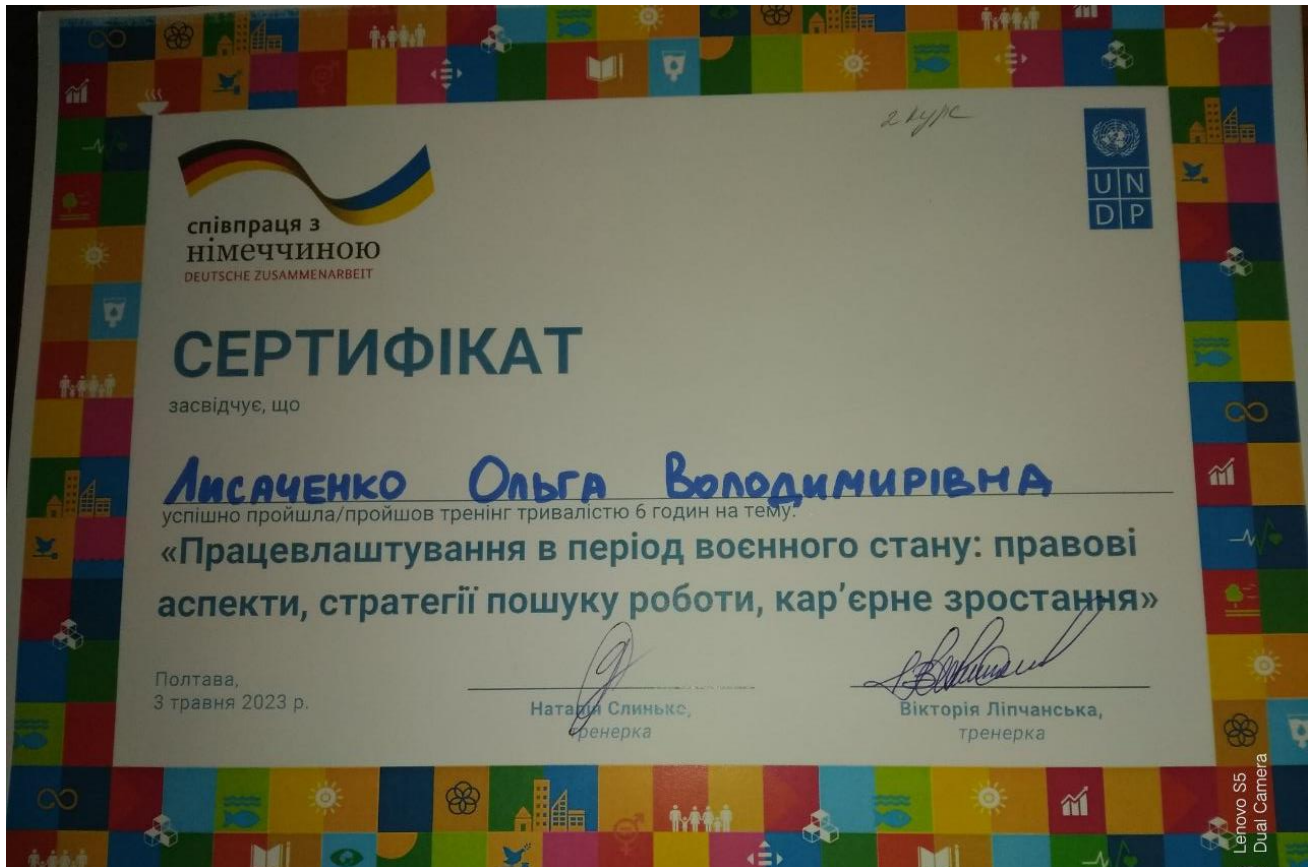 2 курс
співпраця з
німеччиною
DEUTSCHE ZUSAMMENARBEIT
UN
DP
СЕРТИФІКАТ
засвідчує, що
Лисаченко Ольга Володимирівна
успішно пройшла/пройшов тренінг тривалістю 6 годин на тему:
«Працевлаштування в період воєнного стану: правові
аспекти, стратегії пошуку роботи, кар’єрне зростання»
Полтава,
3 травня 2023 р.
Наталія Слинько,
тренерка
Вікторія Ліпчанська,
тренерка
Lenovo S5
Dual Camera